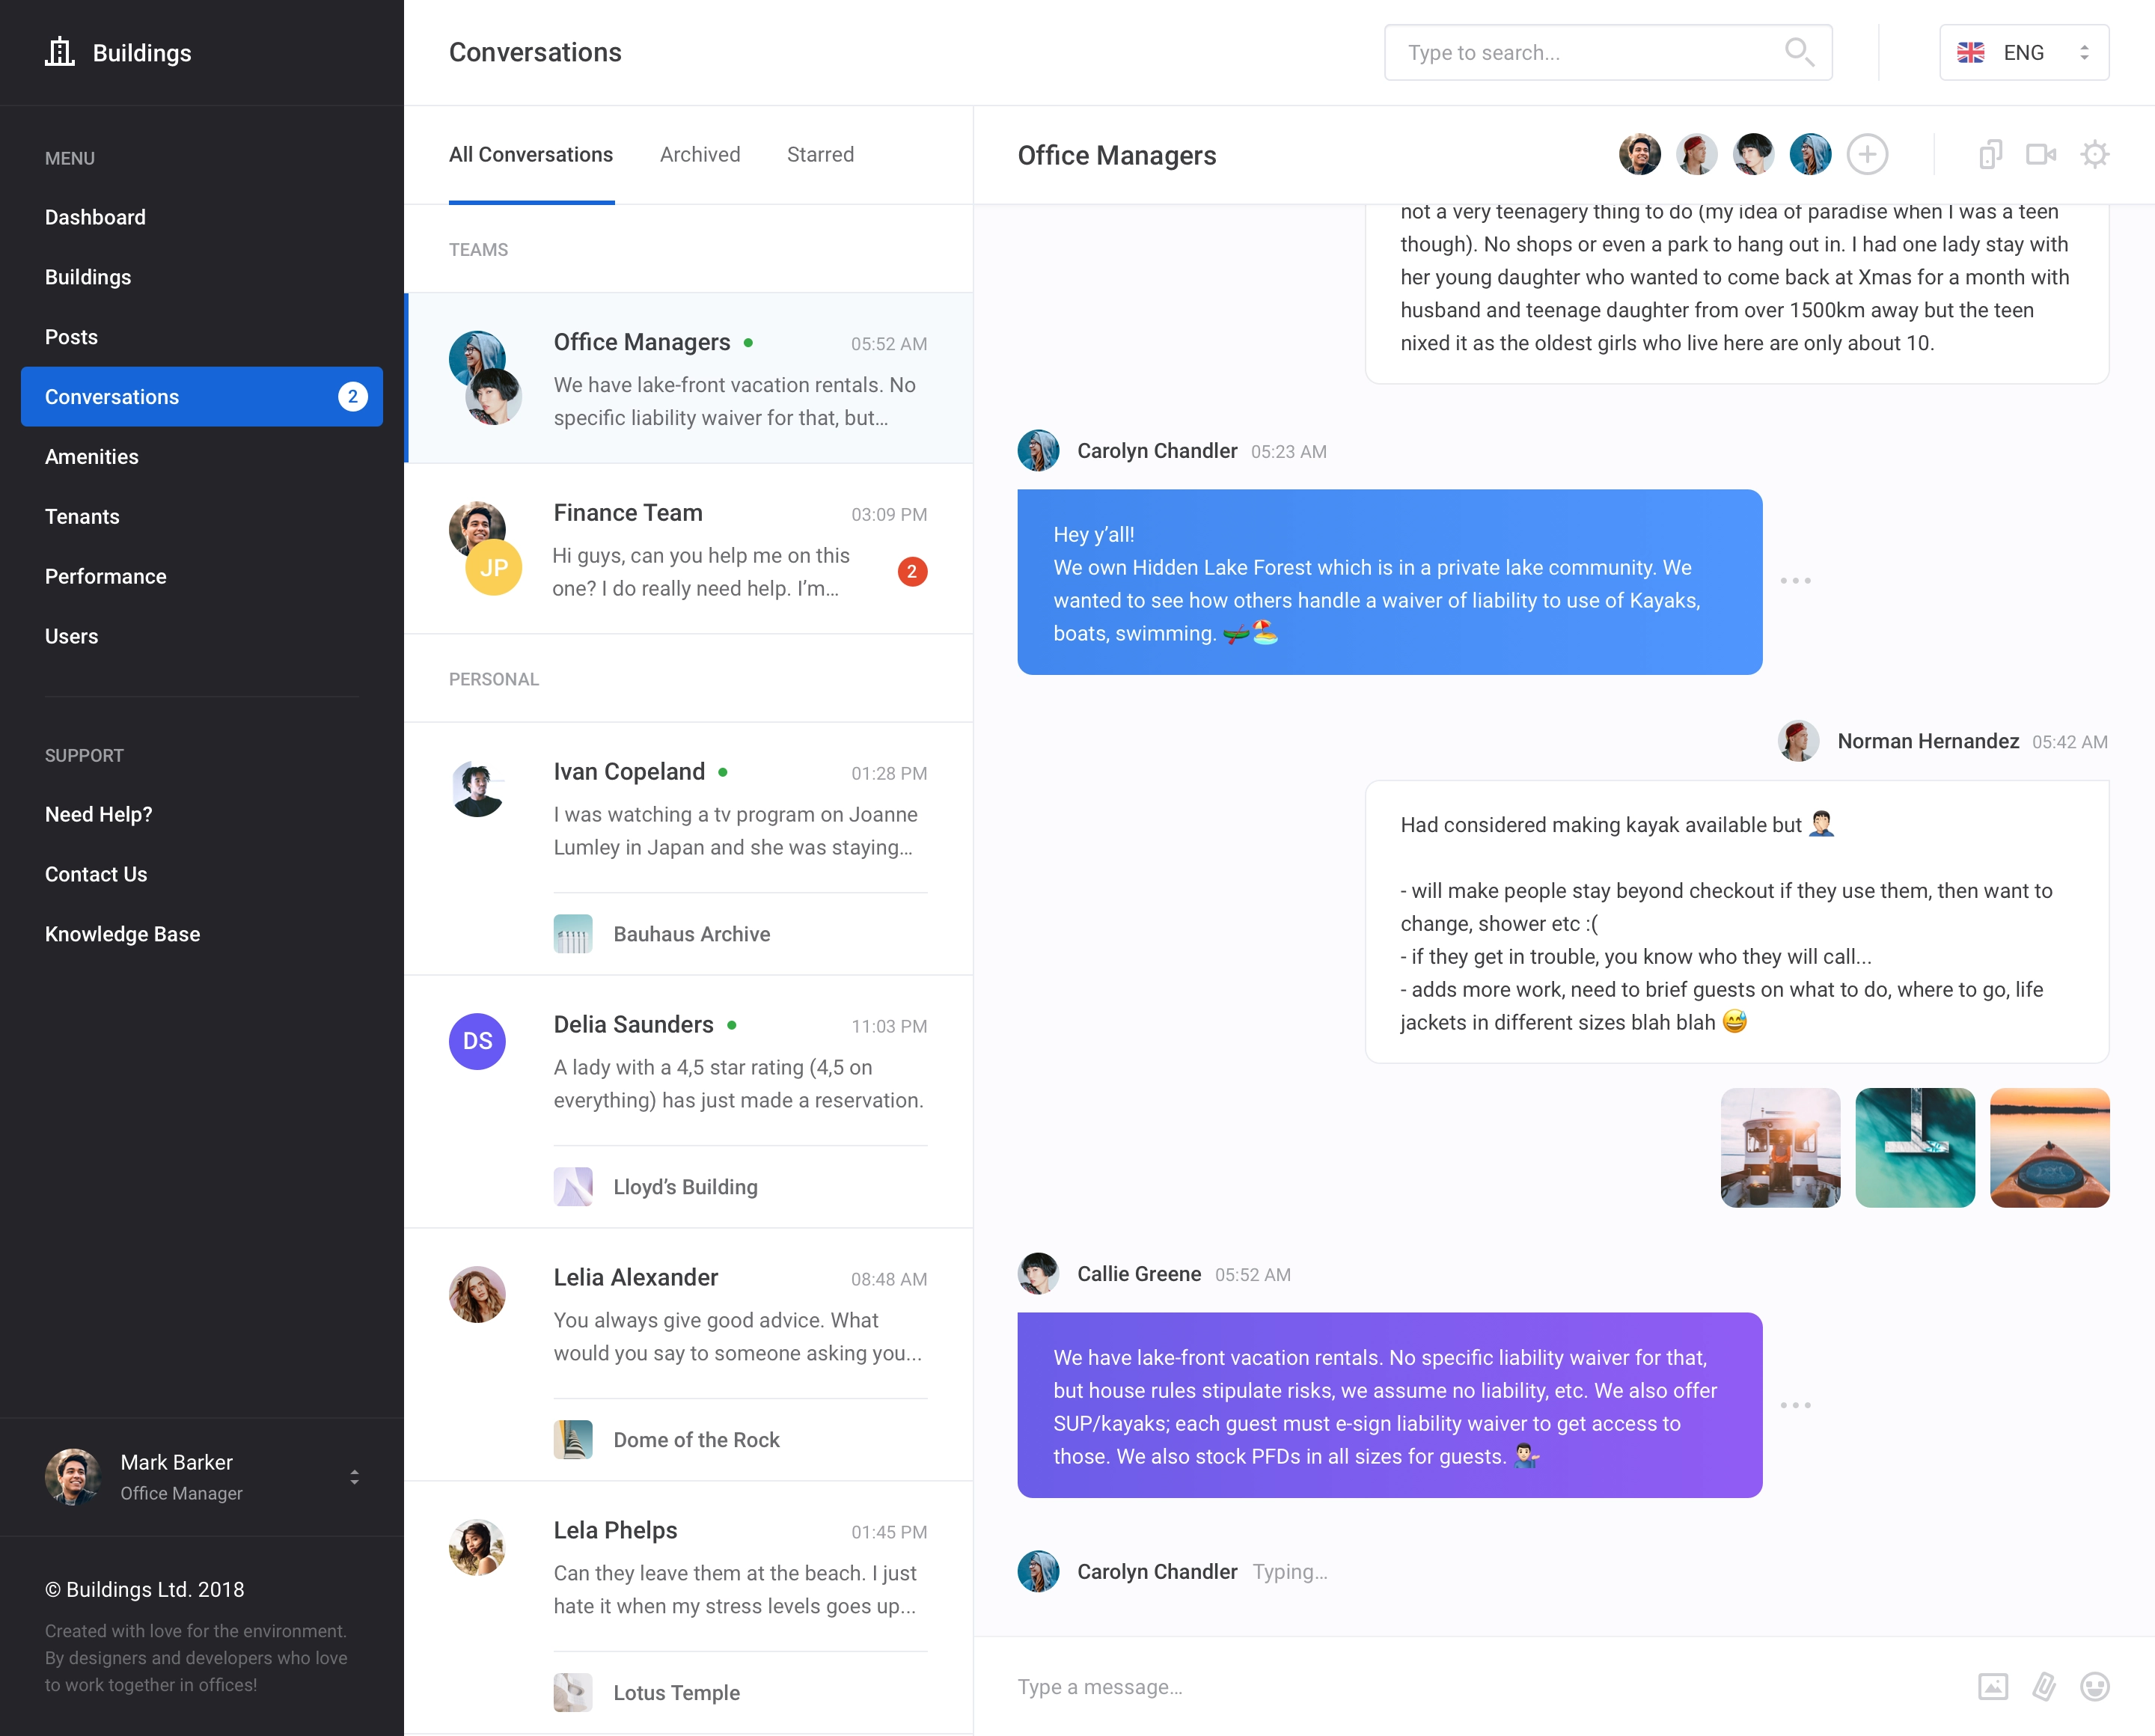 Buildings
MENU
Dashboard
Buildings
Posts
Conversations
2
Amenities
Tenants
Performance
Users
SUPPORT
Need Help?
Contact Us
Knowledge Base
Mark Barker
Office Manager
© Buildings Ltd. 2018
Created with love for the environment.
By designers and developers who love
to work together in offices!
Conversations
Type to search...
ENG
All Conversations
Archived
Starred
TEAMS
Office Managers
05:52 AM
We have lake-front vacation rentals. No
specific liability waiver for that, but...
JP
Finance Team
03:09 PM
Hi guys, can you help me on this
one? I do really need help. I’m...
2
PERSONAL
Ivan Copeland
01:28 PM
I was watching a tv program on Joanne
Lumley in Japan and she was staying...
Bauhaus Archive
DS
Delia Saunders
11:03 PM
A lady with a 4,5 star rating (4,5 on
everything) has just made a reservation.
Lloyd’s Building
Lelia Alexander
08:48 AM
You always give good advice. What
would you say to someone asking you...
Dome of the Rock
Lela Phelps
01:45 PM
Can they leave them at the beach. I just
hate it when my stress levels goes up...
Lotus Temple
Office Managers
not a very teenagery thing to do (my idea of paradise when I was a teen
though). No shops or even a park to hang out in. I had one lady stay with
her young daughter who wanted to come back at Xmas for a month with
husband and teenage daughter from over 1500km away but the teen
nixed it as the oldest girls who live here are only about 10.
Carolyn Chandler 05:23 AM
Hey y’all!
We own Hidden Lake Forest which is in a private lake community. We
wanted to see how others handle a waiver of liability to use of Kayaks,
boats, swimming. 🛶🏖
Norman Hernandez 05:42 AM
Had considered making kayak available but 🤦🏻‍♂️
- will make people stay beyond checkout if they use them, then want to
change, shower etc :(
- if they get in trouble, you know who they will call...
- adds more work, need to brief guests on what to do, where to go, life
jackets in different sizes blah blah 😅
Callie Greene 05:52 AM
We have lake-front vacation rentals. No specific liability waiver for that,
but house rules stipulate risks, we assume no liability, etc. We also offer
SUP/kayaks; each guest must e-sign liability waiver to get access to
those. We also stock PFDs in all sizes for guests. 💁🏻‍♂️
Carolyn Chandler Typing...
Type a message...